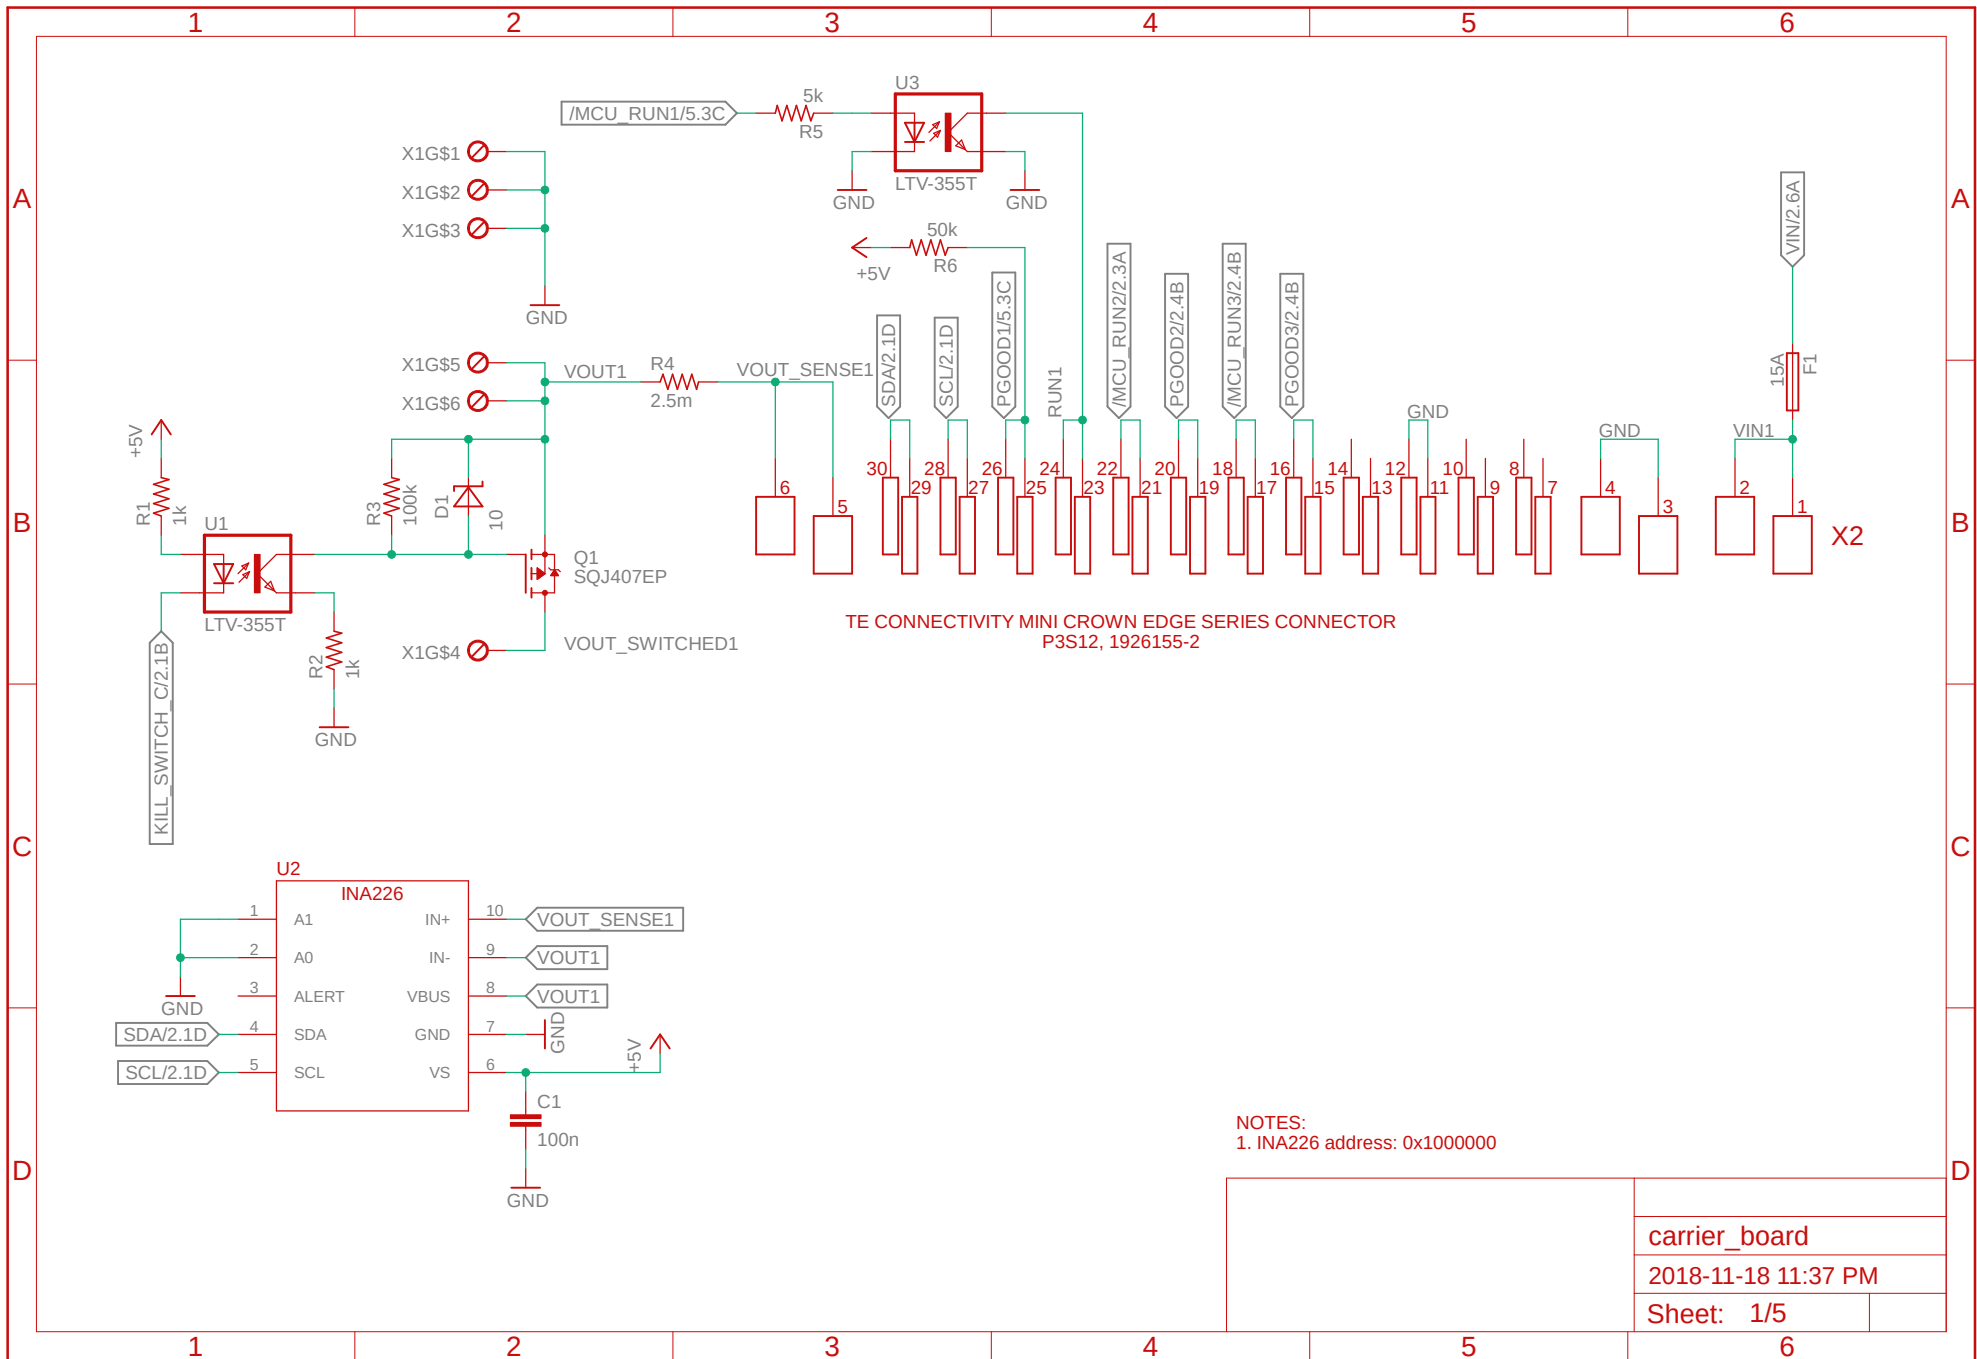 1 2 3 4 5 6
A A
B B
C C
D D
/MCU_RUN1/5.3C
5k
R5
U3
LTV-355T
GND
GND
X1G$1
X1G$2
X1G$3
GND
50k
R6
+5V
VIN/2.6A
15A
F1
SDA/2.1D
SCL/2.1D
PGOOD1/5.3C
RUN1
/MCU_RUN2/2.3A
PGOOD2/2.4B
/MCU_RUN3/2.4B
PGOOD3/2.4B
GND
GND
VIN1
X1G$5
X1G$6
VOUT1
R4
2.5m
VOUT_SENSE1
+5V
R1
1k
U1
LTV-355T
R3
100k
D1
10
Q1
SQJ407EP
X1G$4
VOUT_SWITCHED1
R2
1k
GND
KILL_SWITCH_C/2.1B
6
5
30
29
28
27
26
25
24
23
22
21
20
19
18
17
16
15
14
13
12
11
10
9
8
7
4
3
2
1
X2
TE CONNECTIVITY MINI CROWN EDGE SERIES CONNECTOR
P3S12, 1926155-2
U2
INA226
1 A1 IN+ 10 VOUT_SENSE1
2 A0 IN- 9 VOUT1
3 ALERT VBUS 8 VOUT1
GND
SDA/2.1D 4 SDA GND 7 GND
SCL/2.1D 5 SCL VS 6 +5V
C1
100n
GND
NOTES:
1. INA226 address: 0x1000000
carrier_board
2018-11-18 11:37 PM
Sheet: 1/5
1 2 3 4 5 6